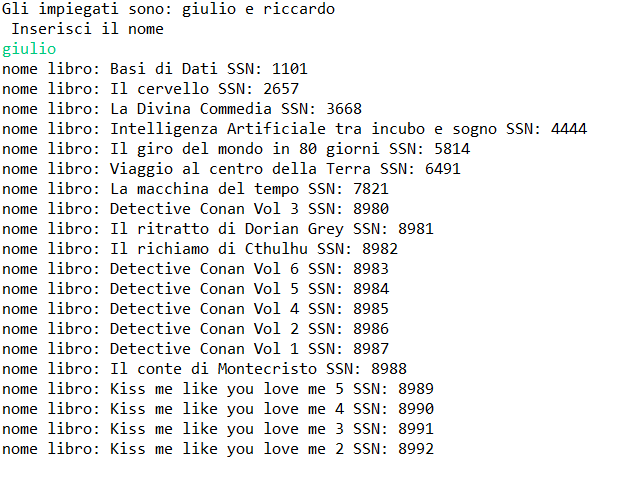 Gli impiegati sono: giulio e riccardo
Inserisci il nome
giulio
nome libro: Basi di Dati SSN: 1101
nome libro: Il cervello SSN: 2657
nome libro: La Divina Commedia SSN: 3668
nome libro: Intelligenza Artificiale tra incubo e sogno SSN: 4444
nome libro: Il giro del mondo in 80 giorni SSN: 5814
nome libro: Viaggio al centro della Terra SSN: 6491
nome libro: La macchina del tempo SSN: 7821
nome libro: Detective Conan Vol 3 SSN: 8980
nome libro: Il ritratto di Dorian Grey SSN: 8981
nome libro: Il richiamo di Cthulhu SSN: 8982
nome libro: Detective Conan Vol 6 SSN: 8983
nome libro: Detective Conan Vol 5 SSN: 8984
nome libro: Detective Conan Vol 4 SSN: 8985
nome libro: Detective Conan Vol 2 SSN: 8986
nome libro: Detective Conan Vol 1 SSN: 8987
nome libro: Il conte di Montecristo SSN: 8988
nome libro: Kiss me like you love me 5 SSN: 8989
nome libro: Kiss me like you love me 4 SSN: 8990
nome libro: Kiss me like you love me 3 SSN: 8991
nome libro: Kiss me like you love me 2 SSN: 8992